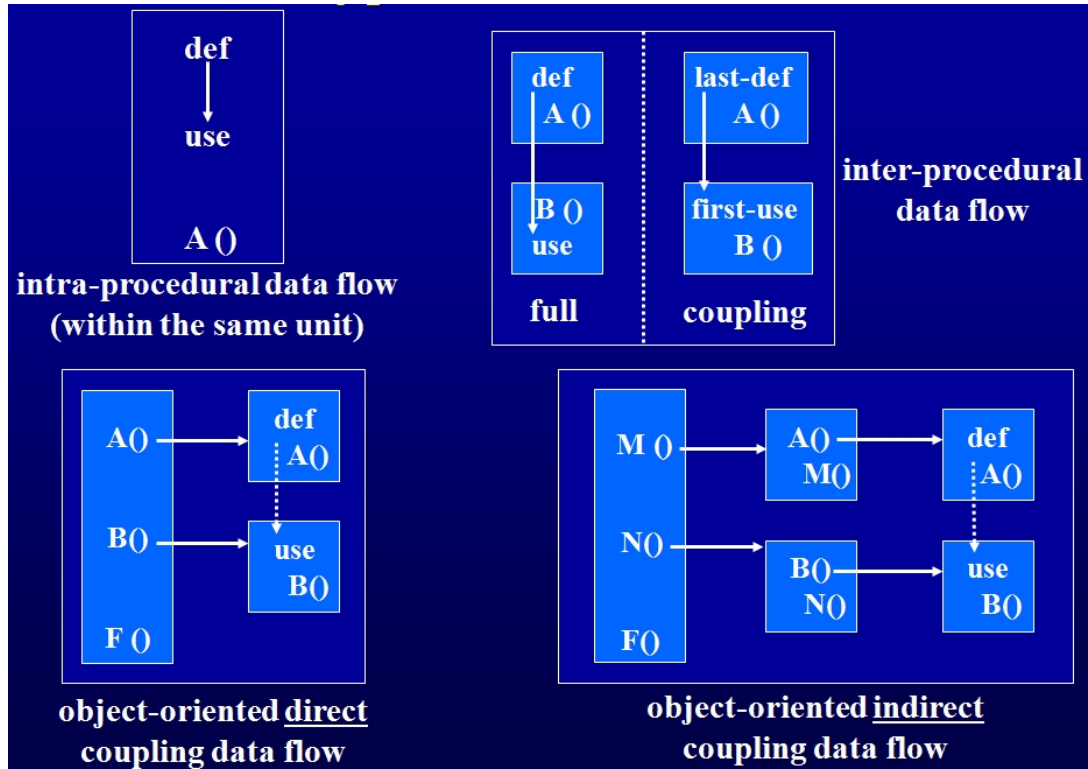 def
use
A ()
intra-procedural data flow
(within the same unit)
def
A ()
B ()
use
full
last-def
A ()
first-use
B ()
coupling
inter-procedural
data flow
A()
B()
F ()
def
A()
use
B()
object-oriented direct
coupling data flow
M ()
N()
F()
A()
M()
B()
N()
def
A()
use
B()
object-oriented indirect
coupling data flow